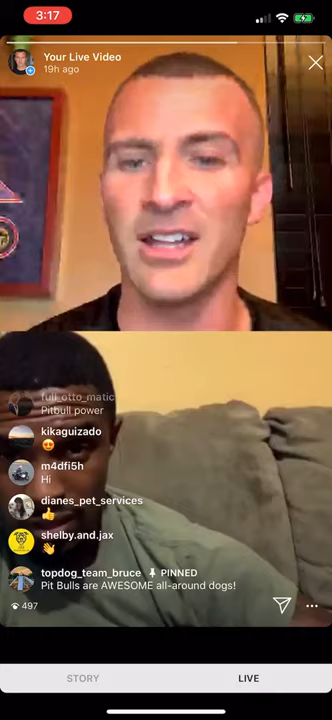 3:17
Your Live Video
19h ago
full_otto_matic
Pitbull power
kikaguizado
m4dfi5h
Hi
dianes_pet_services
shelby.and.jax
topdog_team_bruce PINNED
Pit Bulls are AWESOME all-around dogs!
497
STORY LIVE